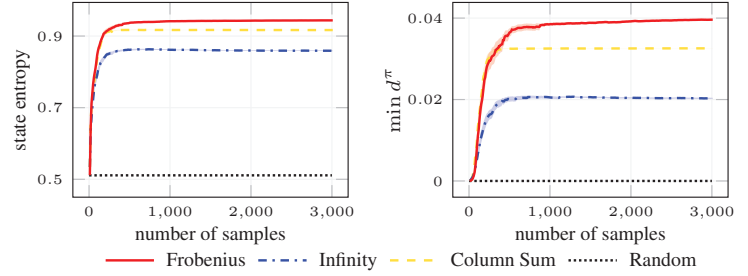 state entropy
0.9
0.7
0.5
0
1,000
2,000
3,000
number of samples
min d^π
0.04
0.02
0
0
1,000
2,000
3,000
number of samples
Frobenius Infinity Column Sum Random